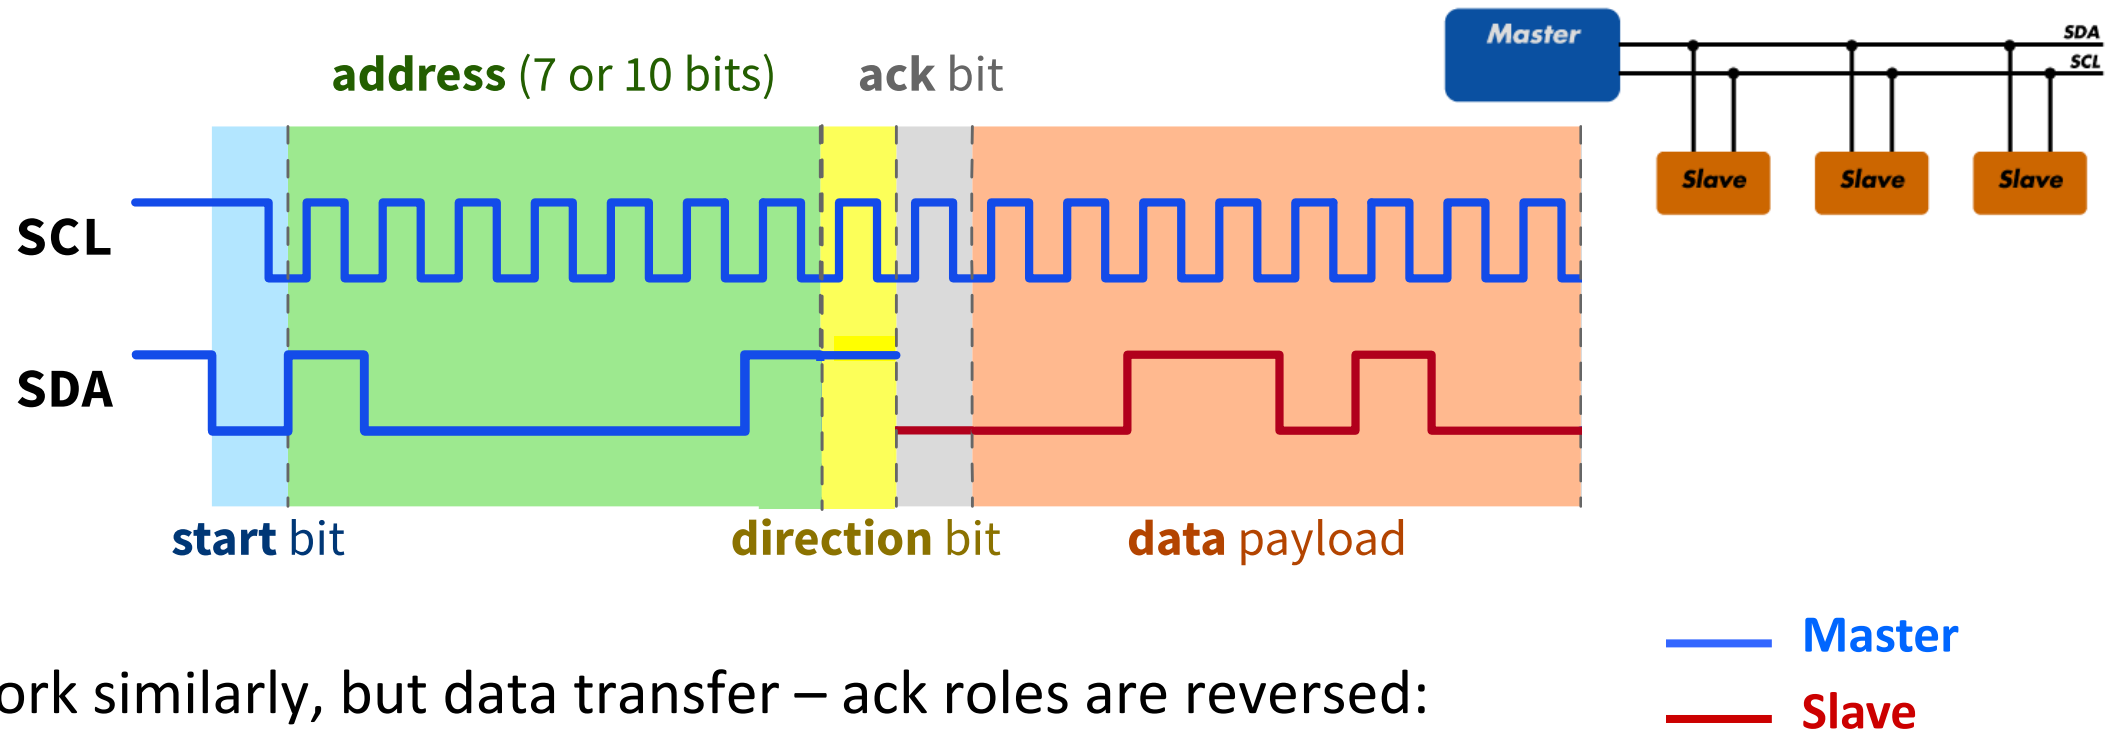 Master
SDA
SCL
Slave Slave Slave
address (7 or 10 bits) ack bit
SCL
SDA
start bit direction bit data payload
Master
Slave
ork similarly, but data transfer – ack roles are reversed: